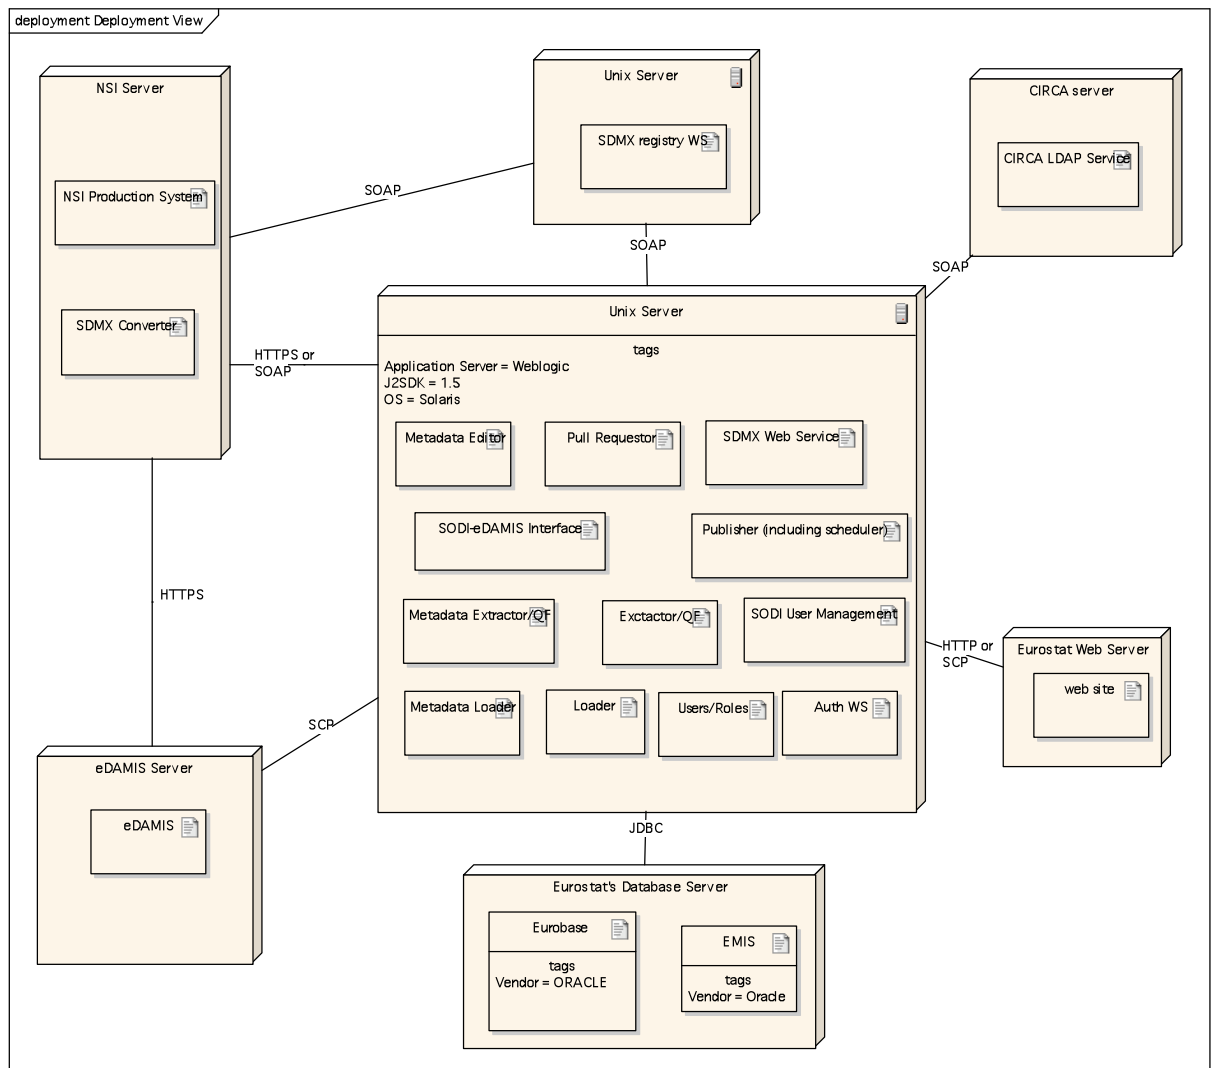 deployment Deployment View
NSI Server
NSI Production System
SDMX Converter
Unix Server
SDMX registry WS
CIRCA server
CIRCA LDAP Service
SOAP
SOAP
SOAP
HTTPS or
SOAP
Unix Server
tags
Application Server = Weblogic
J2SDK = 1.5
OS = Solaris
Metadata Editor
Pull Requestor
SDMX Web Service
SODI-eDAMIS Interface
Publisher (including scheduler)
Metadata Extractor/QF
Exctactor/QF
SODI User Management
Metadata Loader
Loader
Users/Roles
Auth WS
HTTPS
HTTP or
SCP
Eurostat Web Server
web site
SCP
eDAMIS Server
eDAMIS
JDBC
Eurostat's Database Server
Eurobase
tags
Vendor = ORACLE
EMIS
tags
Vendor = Oracle